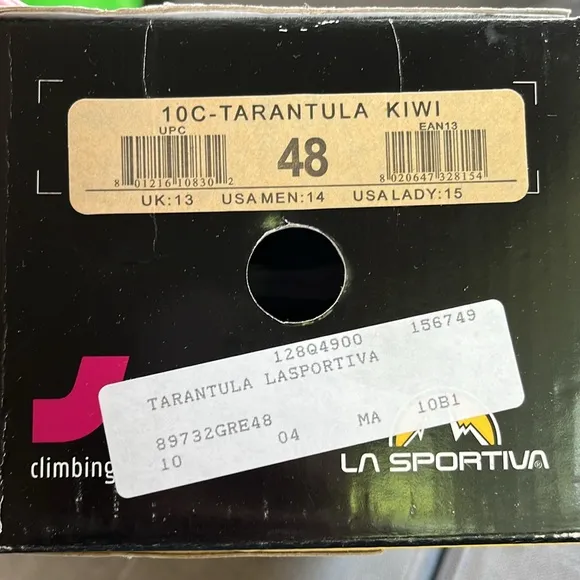 10C-TARANTULA KIWI
UPC
EAN13
48
8 01216 10830 2
8 020647 328154
UK:13 USA MEN:14 USA LADY:15
128Q4900 156749
TARANTULA LASPORTIVA
89732GRE48
10 04 MA 10B1
climbing
LA SPORTIVA®